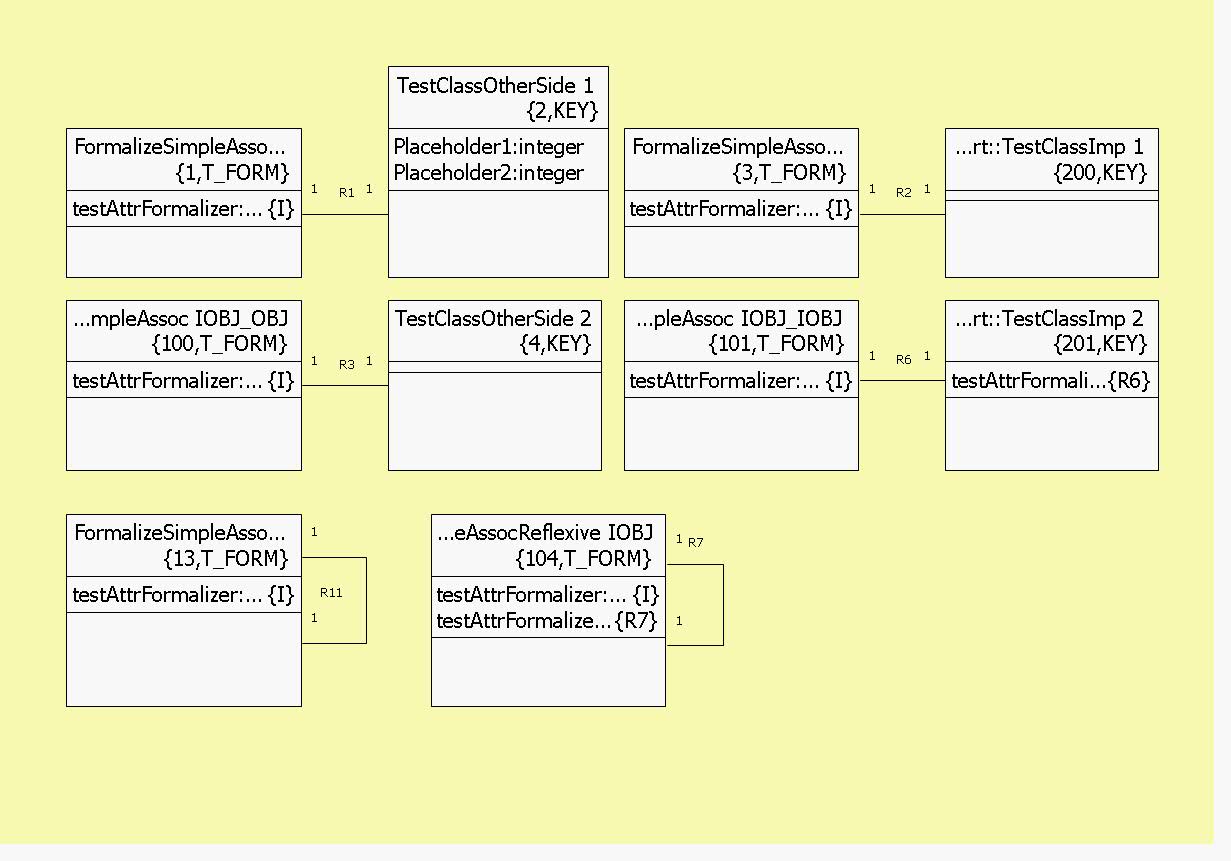 TestClassOtherSide 1
{2,KEY}
Placeholder1:integer
Placeholder2:integer
FormalizeSimpleAsso...
{1,T_FORM}
testAttrFormalizer:... {I}
1 R1 1
FormalizeSimpleAsso...
{3,T_FORM}
testAttrFormalizer:... {I}
1 R2 1
...rt::TestClassImp 1
{200,KEY}
...mpleAssoc IOBJ_OBJ
{100,T_FORM}
testAttrFormalizer:... {I}
1 R3 1
TestClassOtherSide 2
{4,KEY}
...pleAssoc IOBJ_IOBJ
{101,T_FORM}
testAttrFormalizer:... {I}
1 R6 1
...rt::TestClassImp 2
{201,KEY}
testAttrFormali...{R6}
FormalizeSimpleAsso...
{13,T_FORM}
testAttrFormalizer:... {I}
1
R11
1
...eAssocReflexive IOBJ
{104,T_FORM}
testAttrFormalizer:... {I}
testAttrFormalize...{R7}
1 R7
1